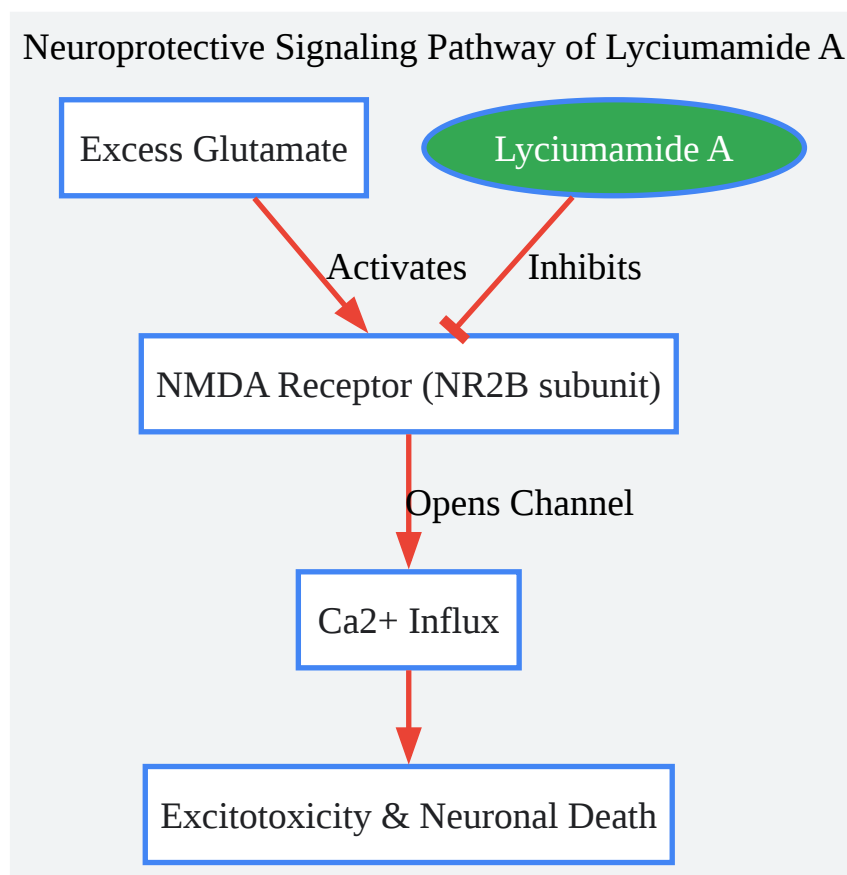 Neuroprotective Signaling Pathway of Lyciumamide A
Excess Glutamate
Lyciumamide A
Activates
Inhibits
NMDA Receptor (NR2B subunit)
Opens Channel
Ca2+ Influx
Excitotoxicity & Neuronal Death